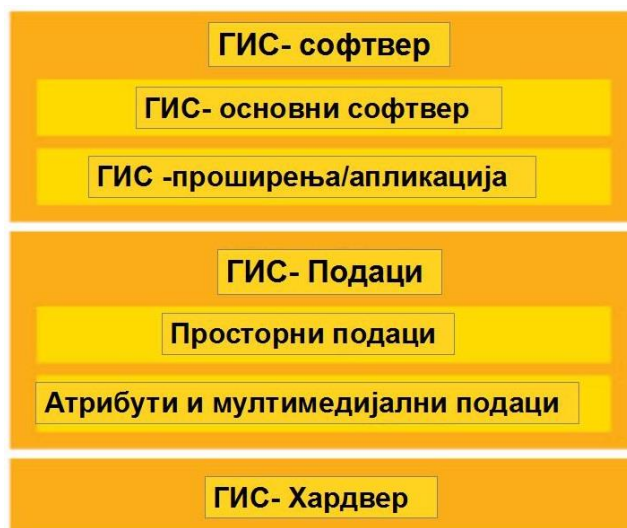 ГИС- софтвер
ГИС- основни софтвер
ГИС -проширења/апликација
ГИС- Подаци
Просторни подаци
Атрибути и мултимедијални подаци
ГИС- Хардвер